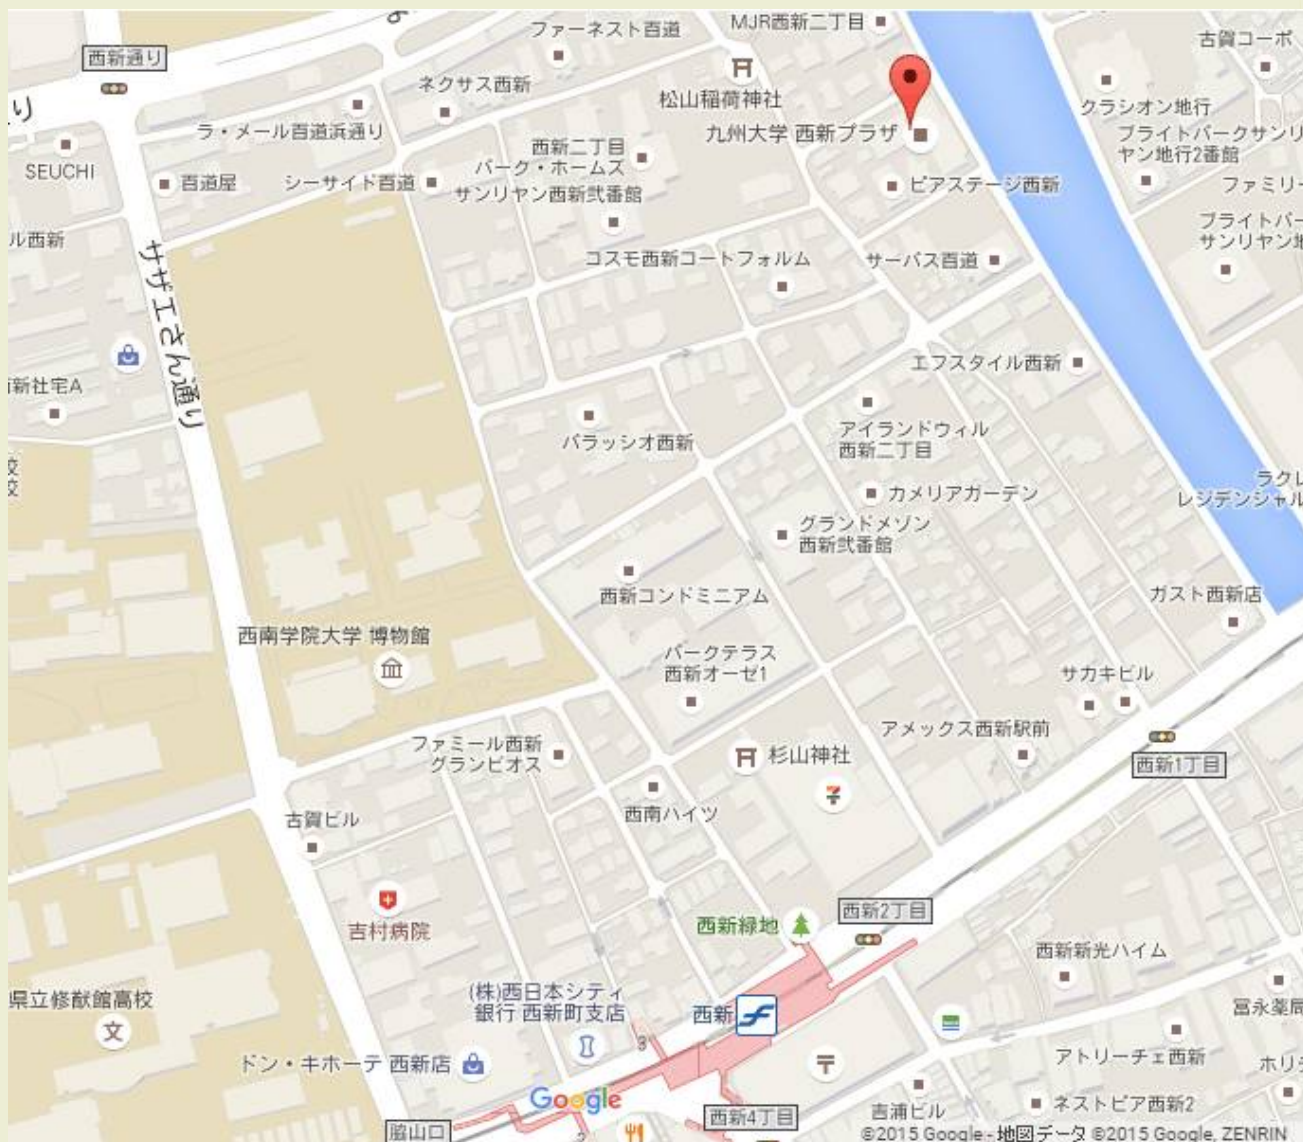 MJR西新二丁目
ファーネスト百道
西新通り
古賀コーポ
ネクサス西新
松山稲荷神社
クラシオン地行
ラ・メール百道浜通り
九州大学 西新プラザ
ブライトパークサンリ
ヤン地行2番館
SEUCHI
西新二丁目
パーク・ホームズ
百道屋
シーサイド百道
サンリヤン西新弐番館
ピアステージ西新
ファミリー
ル西新
ブライトパー
サンリヤン地
サザエさん通り
コスモ西新コートフォルム
サーパス百道
新社宅A
エフスタイル西新
パラッシオ西新
アイランドウィル
西新二丁目
校
校
カメリアガーデン
ラクレ
レジデンシャル
グランドメゾン
西新弐番館
西新コンドミニアム
ガスト西新店
西南学院大学 博物館
パークテラス
西新オーゼ1
サカキビル
ファミール西新
グランビオス
杉山神社
アメックス西新駅前
西新1丁目
古賀ビル
西南ハイツ
吉村病院
西新緑地
西新2丁目
西新新光ハイム
県立修猷館高校
文
(株)西日本シティ
銀行 西新町支店
西新
冨永薬局
3
ドン・キホーテ 西新店
アトリーチェ西新
ホリデ
Google
脇山口
2
西新4丁目
吉浦ビル
ネストピア西新2
©2015 Google - 地図データ ©2015 Google, ZENRIN